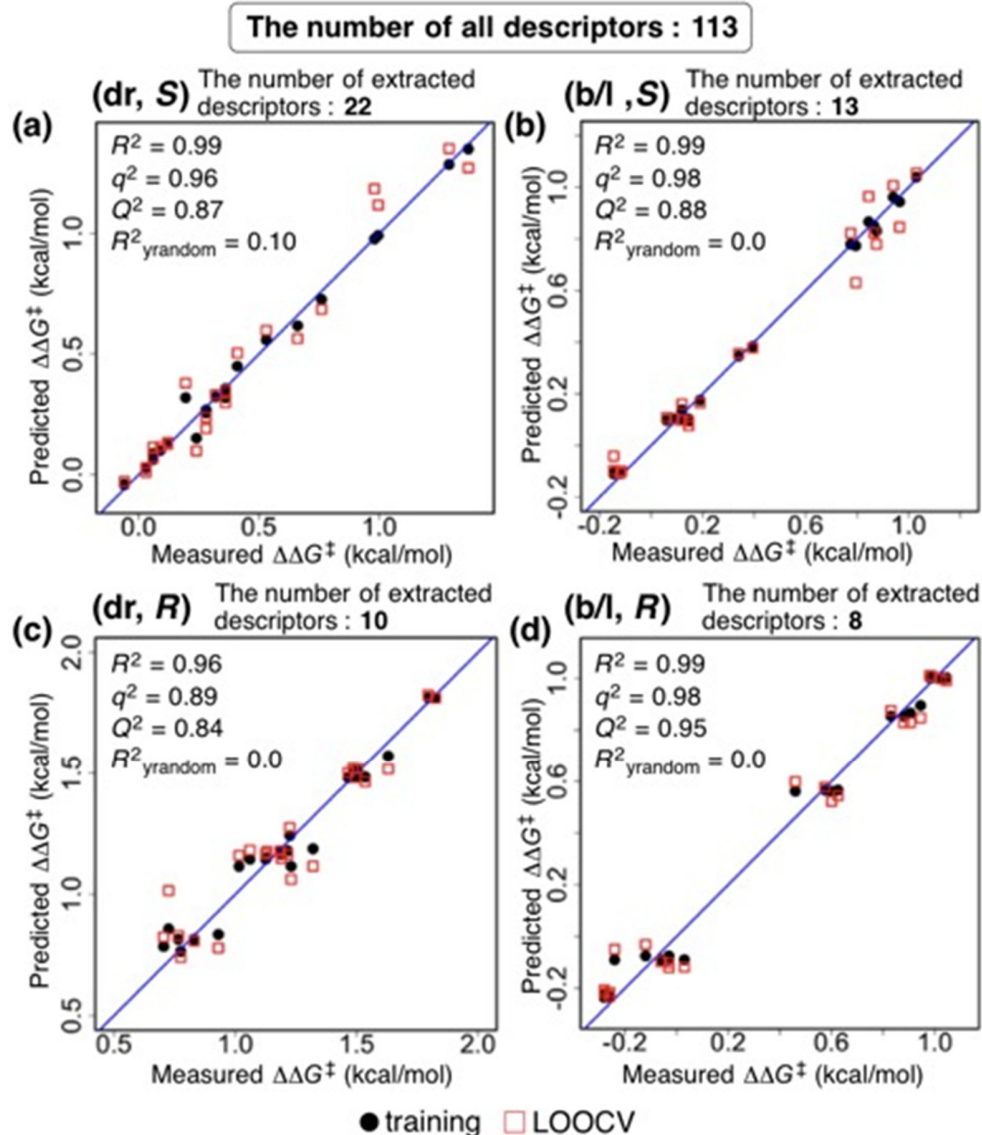 The number of all descriptors : 113
(a)
(dr, S)
The number of extracted
descriptors : 22
R² = 0.99
q² = 0.96
Q² = 0.87
R²yrandom = 0.10
Predicted ΔΔG‡ (kcal/mol)
0.0
0.5
1.0
0.0
0.5
1.0
Measured ΔΔG‡ (kcal/mol)
(b)
(b/l ,S)
The number of extracted
descriptors : 13
R² = 0.99
q² = 0.98
Q² = 0.88
R²yrandom = 0.0
Predicted ΔΔG‡ (kcal/mol)
-0.2
0.2
0.6
1.0
-0.2
0.2
0.6
1.0
Measured ΔΔG‡ (kcal/mol)
(c)
(dr, R)
The number of extracted
descriptors : 10
R² = 0.96
q² = 0.89
Q² = 0.84
R²yrandom = 0.0
Predicted ΔΔG‡ (kcal/mol)
0.5
1.0
1.5
2.0
0.5
1.0
1.5
2.0
Measured ΔΔG‡ (kcal/mol)
(d)
(b/l, R)
The number of extracted
descriptors : 8
R² = 0.99
q² = 0.98
Q² = 0.95
R²yrandom = 0.0
Predicted ΔΔG‡ (kcal/mol)
-0.2
0.2
0.6
1.0
-0.2
0.2
0.6
1.0
Measured ΔΔG‡ (kcal/mol)
training
LOOCV